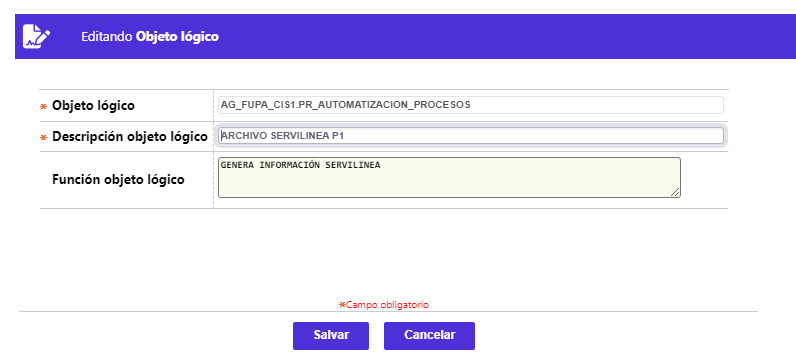 Editando Objeto lógico
* Objeto lógico AG_FUPA_CIS1.PR_AUTOMATIZACION_PROCESOS
* Descripción objeto lógico ARCHIVO SERVILINEA P1
Función objeto lógico GENERA INFORMACIÓN SERVILINEA
*Campo obligatorio
Salvar Cancelar